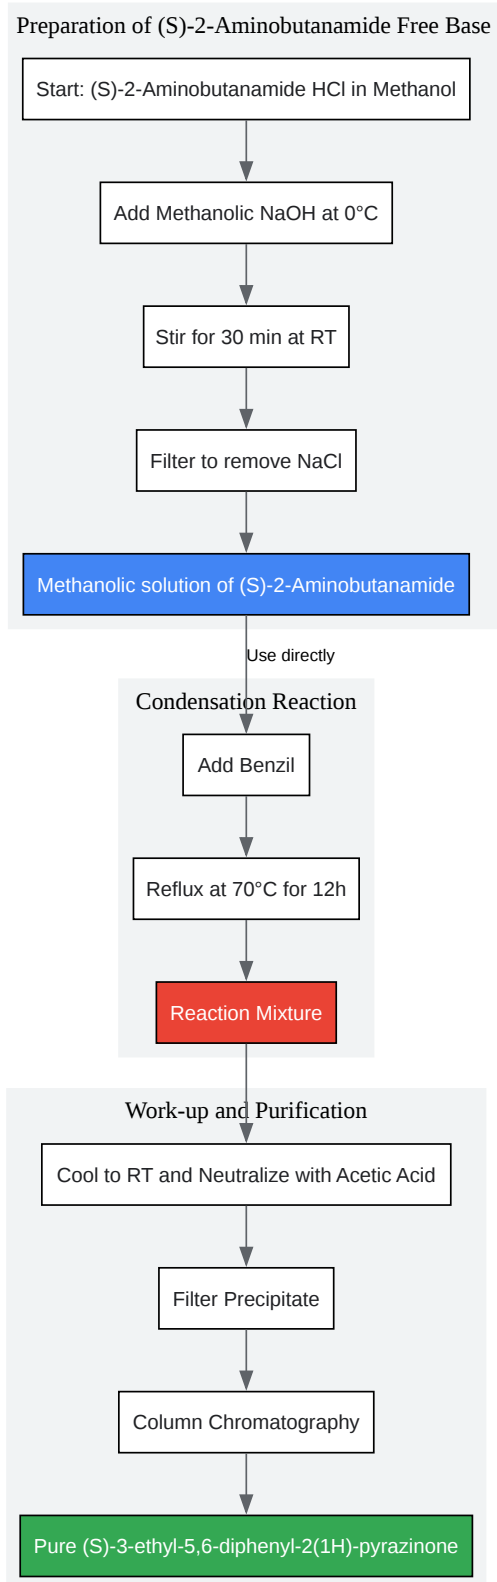 Preparation of (S)-2-Aminobutanamide Free Base
Start: (S)-2-Aminobutanamide HCl in Methanol
Add Methanolic NaOH at 0°C
Stir for 30 min at RT
Filter to remove NaCl
Methanolic solution of (S)-2-Aminobutanamide
Use directly
Condensation Reaction
Add Benzil
Reflux at 70°C for 12h
Reaction Mixture
Work-up and Purification
Cool to RT and Neutralize with Acetic Acid
Filter Precipitate
Column Chromatography
Pure (S)-3-ethyl-5,6-diphenyl-2(1H)-pyrazinone